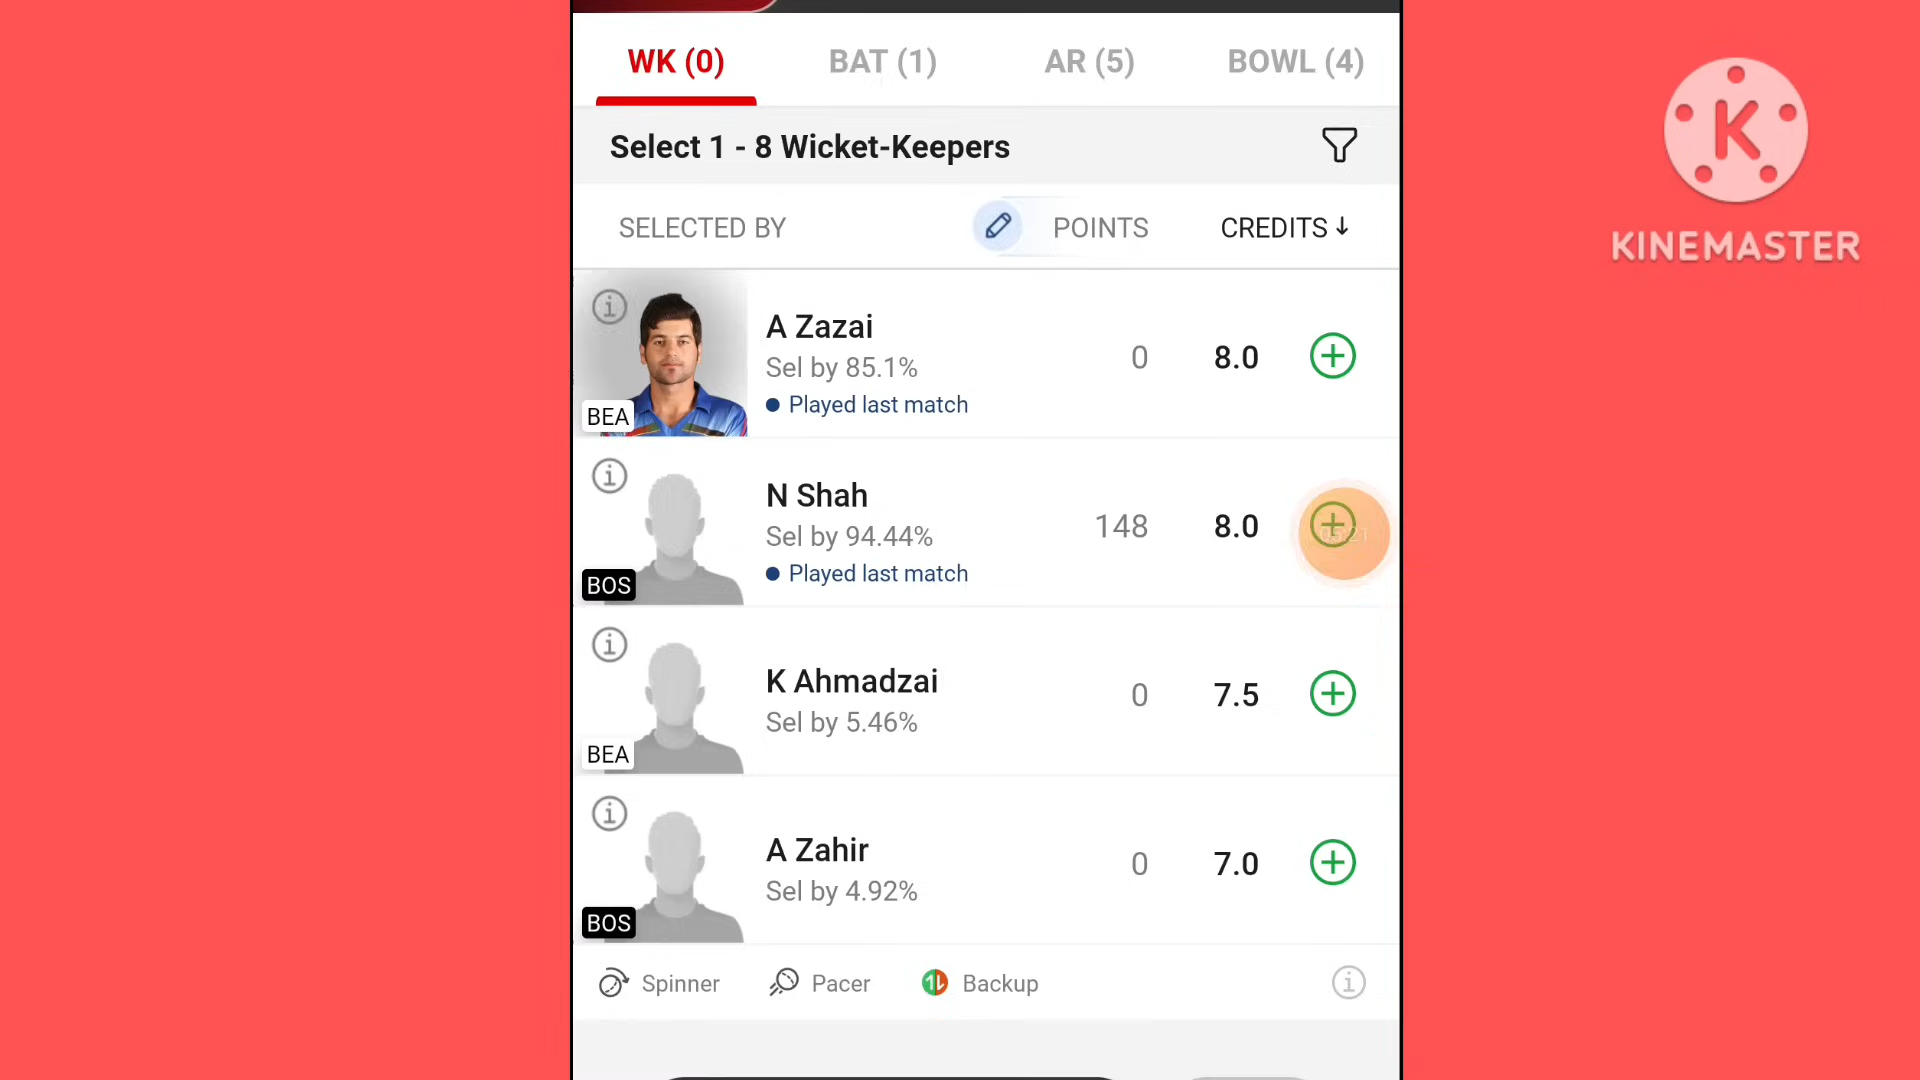 WK (0) BAT (1) AR (5) BOWL (4)
Select 1 - 8 Wicket-Keepers
SELECTED BY POINTS CREDITS ↓
A Zazai
Sel by 85.1%
Played last match
0 8.0
BEA
N Shah
Sel by 94.44%
Played last match
148 8.0
BOS
K Ahmadzai
Sel by 5.46%
0 7.5
BEA
A Zahir
Sel by 4.92%
0 7.0
BOS
Spinner Pacer Backup
K
KINEMASTER